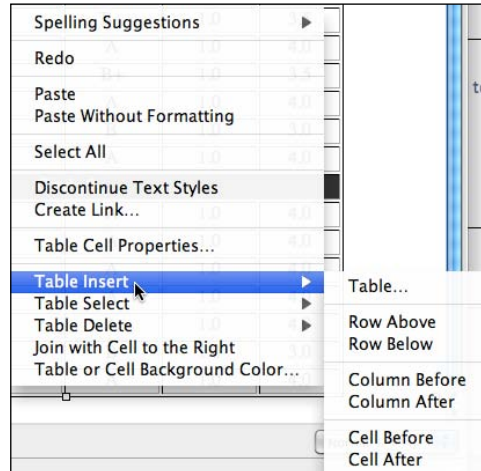 Spelling Suggestions
Redo
Paste
Paste Without Formatting
Select All
Discontinue Text Styles
Create Link...
Table Cell Properties...
Table Insert
Table Select
Table Delete
Join with Cell to the Right
Table or Cell Background Color...
Table...
Row Above
Row Below
Column Before
Column After
Cell Before
Cell After